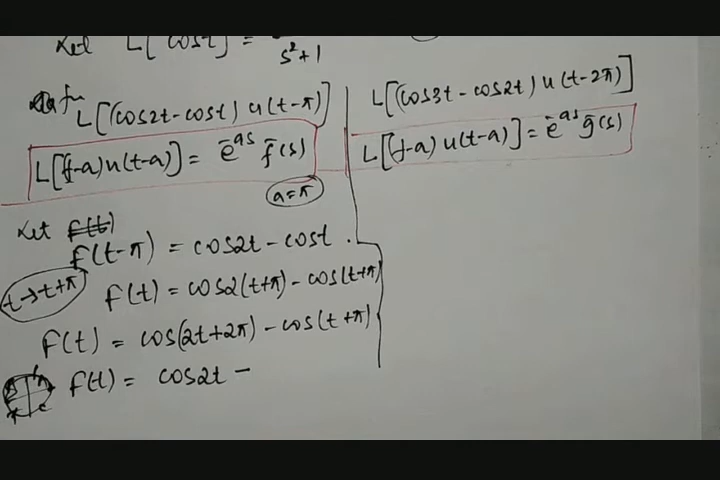 Let L[cost] = s²+1
L[(cos2t-cost) u(t-π)]
L[(f-a)u(t-a)] = e^-as f̄(s)
a=π
Let f(t)
f(t-π) = cos2t - cost .
t→t+π f(t) = cos2(t+π) - cos(t+π)
f(t) = cos(2t+2π) - cos(t+π)
f(t) = cos2t -
L[(cos3t - cos2t) u(t-2π)]
L[(f-a) u(t-a)] = e^-as ḡ(s)